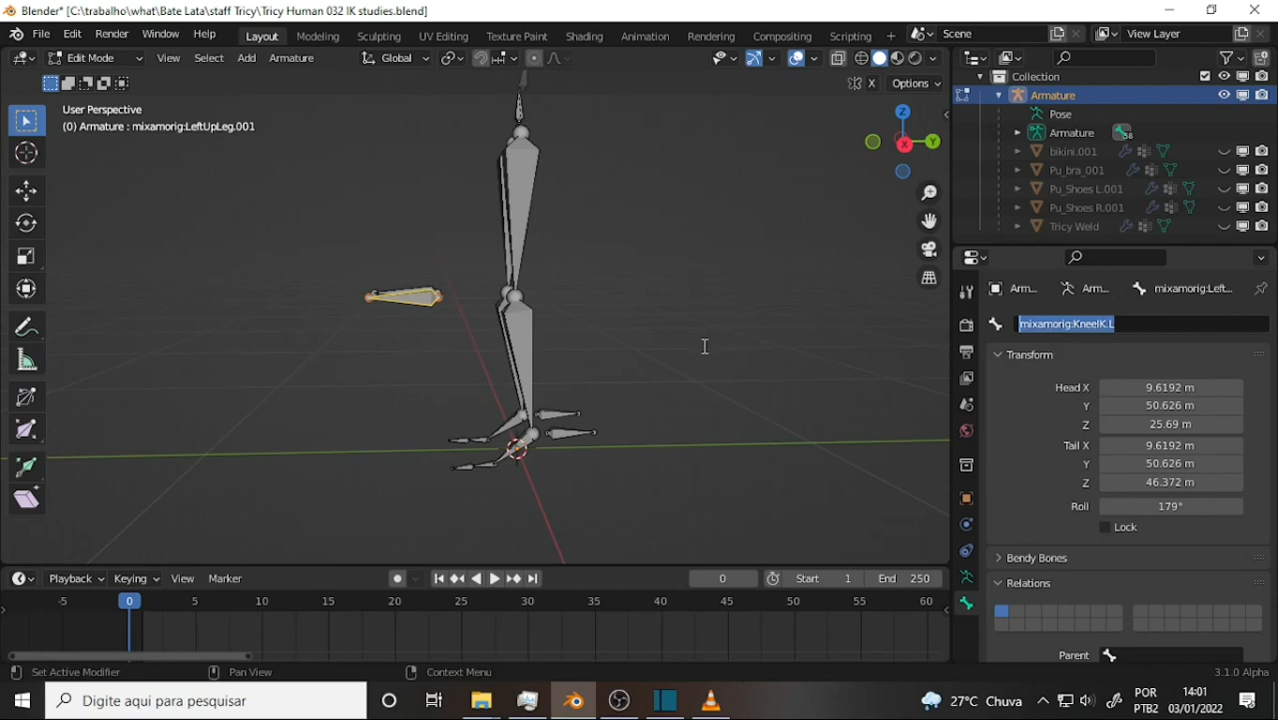 Blender* [C:\trabalho\what\Bate Lata\staff Tricy\Tricy Human 032 IK studies.blend]
File Edit Render Window Help Layout Modeling Sculpting UV Editing Texture Paint Shading Animation Rendering Compositing Scripting + Scene View Layer
Edit Mode View Select Add Armature Global
X Options
User Perspective
(0) Armature : mixamorig:LeftUpLeg.001
Z
Y
X
Collection
Armature
Pose
Armature 58
bikini.001
Pu_bra_001
Pu_Shoes L.001
Pu_Shoes R.001
Tricy Weld
Arm... Arm... mixamorig:Left...
mixamorig:KneeIK.L
Transform
Head X 9.6192 m
Y 50.626 m
Z 25.69 m
Tail X 9.6192 m
Y 50.626 m
Z 46.372 m
Roll 179°
Lock
Bendy Bones
Relations
Parent
Playback Keying View Marker 0 Start 1 End 250
-5 0 5 10 15 20 25 30 35 40 45 50 55 60
Set Active Modifier Pan View Context Menu 3.1.0 Alpha
Digite aqui para pesquisar
27°C Chuva
POR
PTB2
14:01
03/01/2022